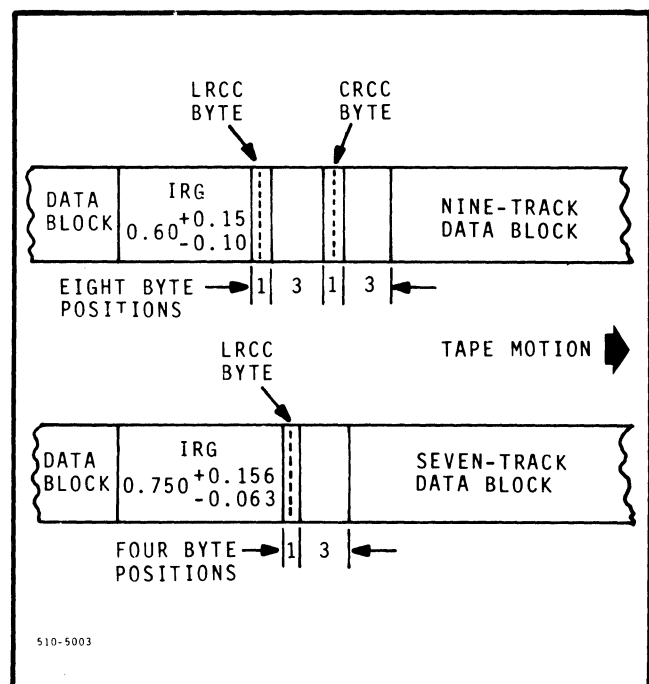 LRCC
BYTE
CRCC
BYTE
DATA
BLOCK
IRG
0.60 +0.15
-0.10
NINE-TRACK
DATA BLOCK
EIGHT BYTE
POSITIONS
1 3 1 3
TAPE MOTION
LRCC
BYTE
DATA
BLOCK
IRG
0.750 +0.156
-0.063
SEVEN-TRACK
DATA BLOCK
FOUR BYTE
POSITIONS
1 3
510-5003